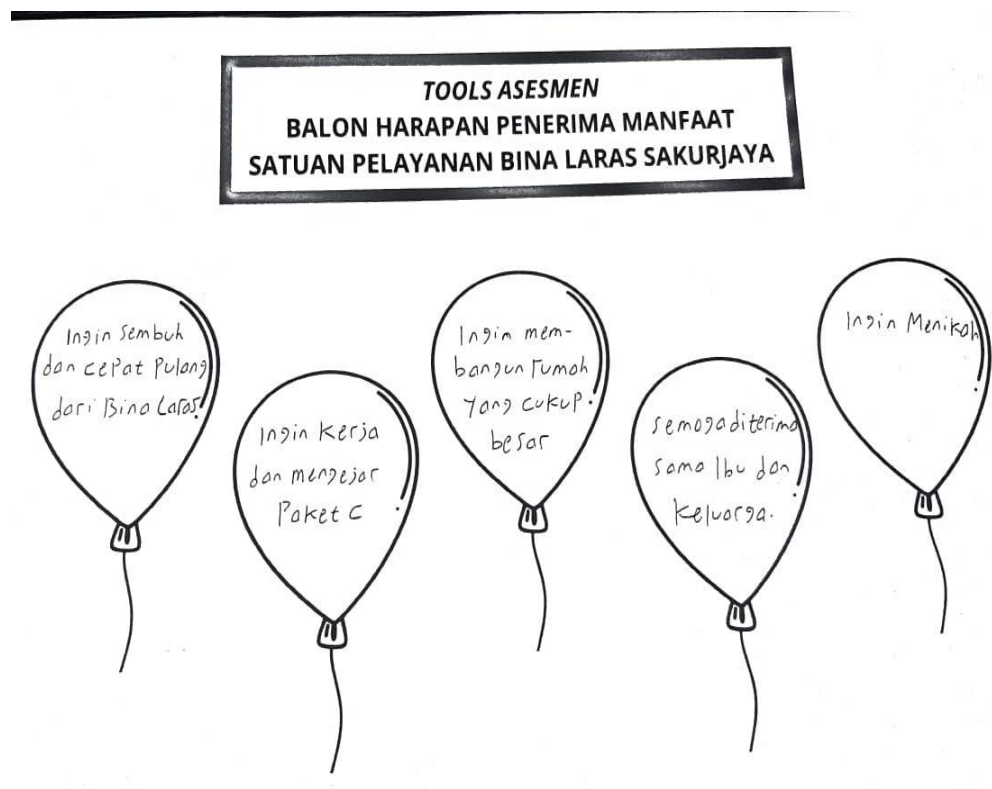 TOOLS ASESMEN
BALON HARAPAN PENERIMA MANFAAT
SATUAN PELAYANAN BINA LARAS SAKURJAYA
Ingin Sembuh
dan cepat Pulang
dari Bina Laras.
Ingin Kerja
dan mengejar
Paket C
Ingin mem-
bangun rumah
yang cukup
besar
semoga diterima
sama Ibu dan
Keluarga.
Ingin Menikah